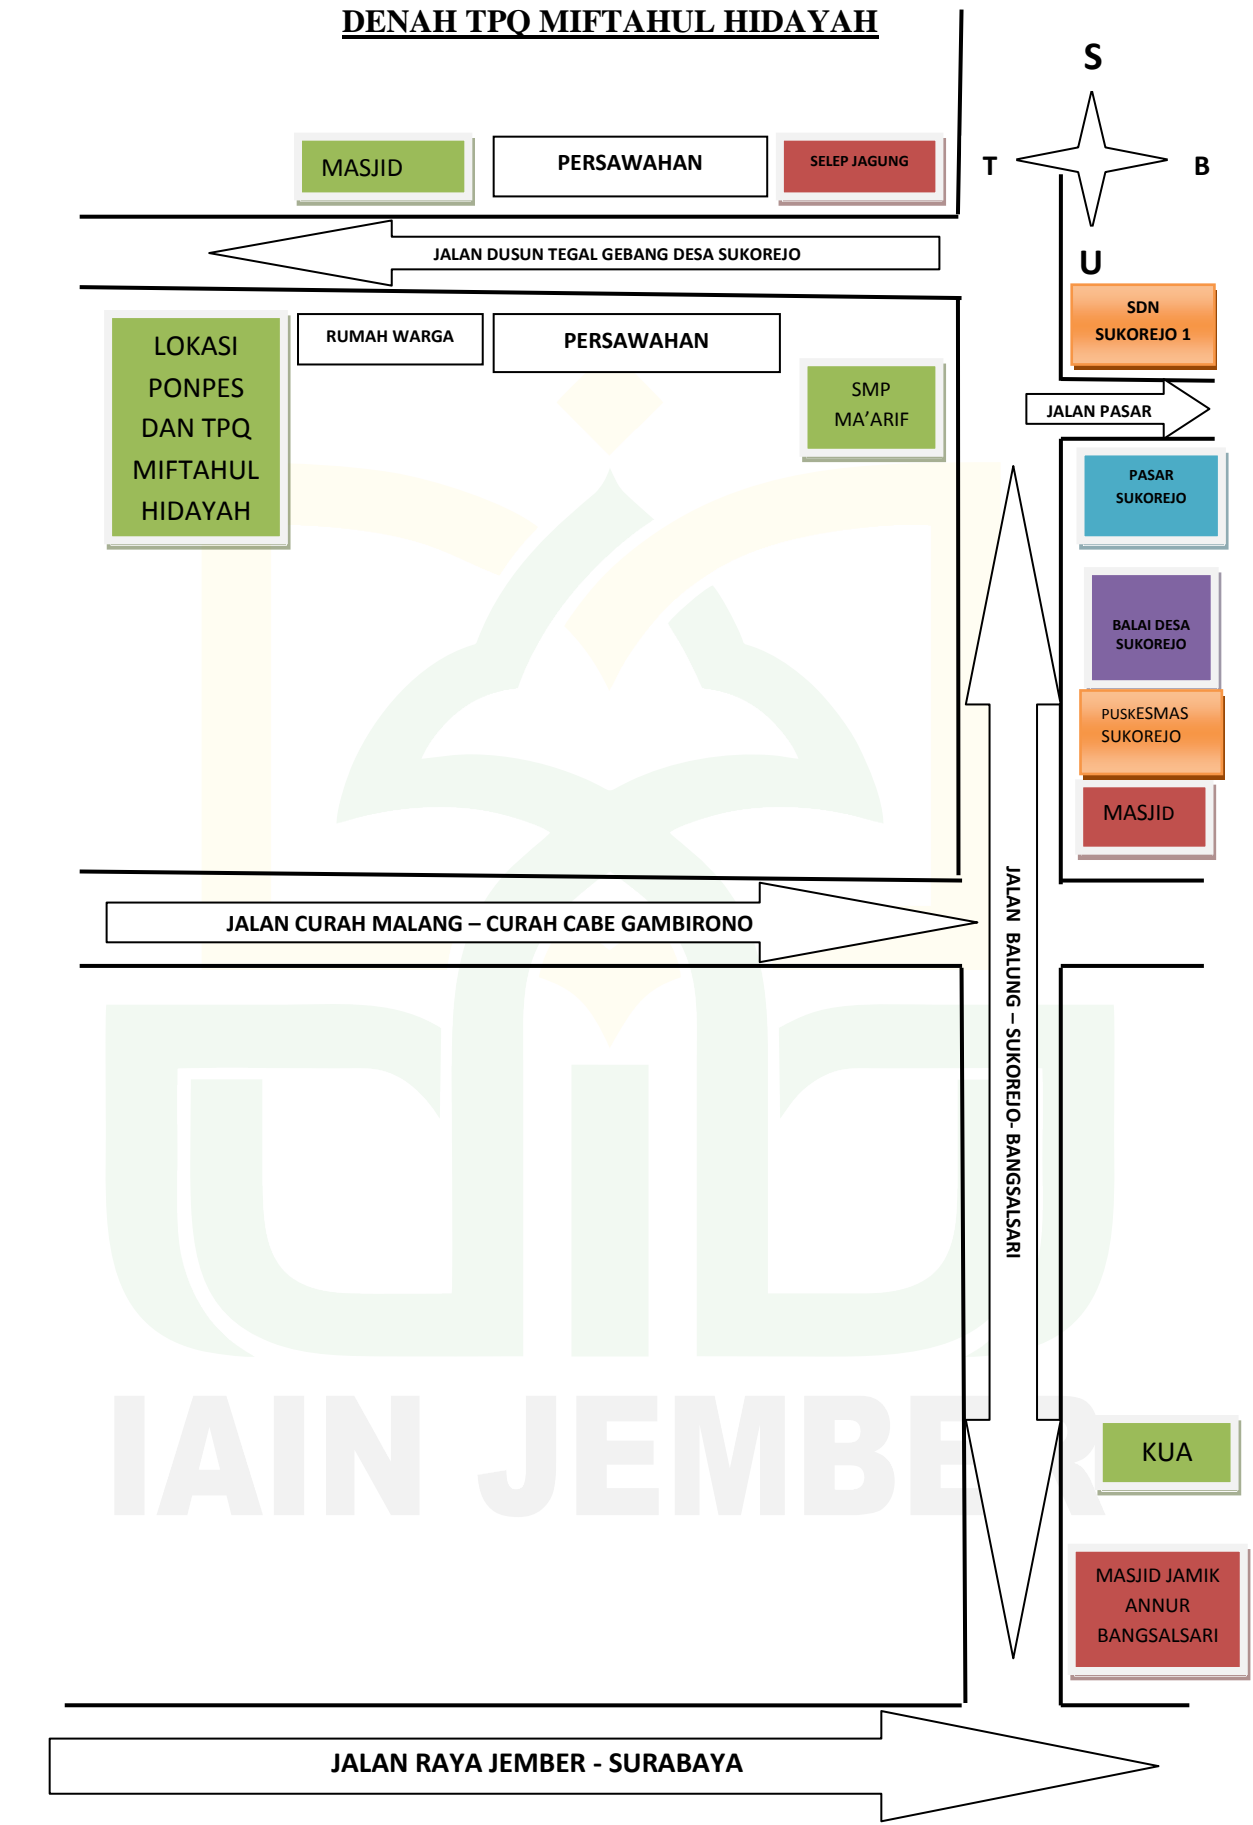 DENAH TPQ MIFTAHUL HIDAYAH
S
T
B
U
MASJID
PERSAWAHAN
SELEP JAGUNG
JALAN DUSUN TEGAL GEBANG DESA SUKOREJO
LOKASI
PONPES
DAN TPQ
MIFTAHUL
HIDAYAH
RUMAH WARGA
PERSAWAHAN
SMP
MA’ARIF
SDN
SUKOREJO 1
JALAN PASAR
PASAR
SUKOREJO
BALAI DESA
SUKOREJO
PUSKESMAS
SUKOREJO
MASJID
JALAN CURAH MALANG – CURAH CABE GAMBIRONO
JALAN BALUNG – SUKOREJO- BANGSALSARI
IAIN JEMBER
KUA
MASJID JAMIK
ANNUR
BANGSALSARI
JALAN RAYA JEMBER - SURABAYA